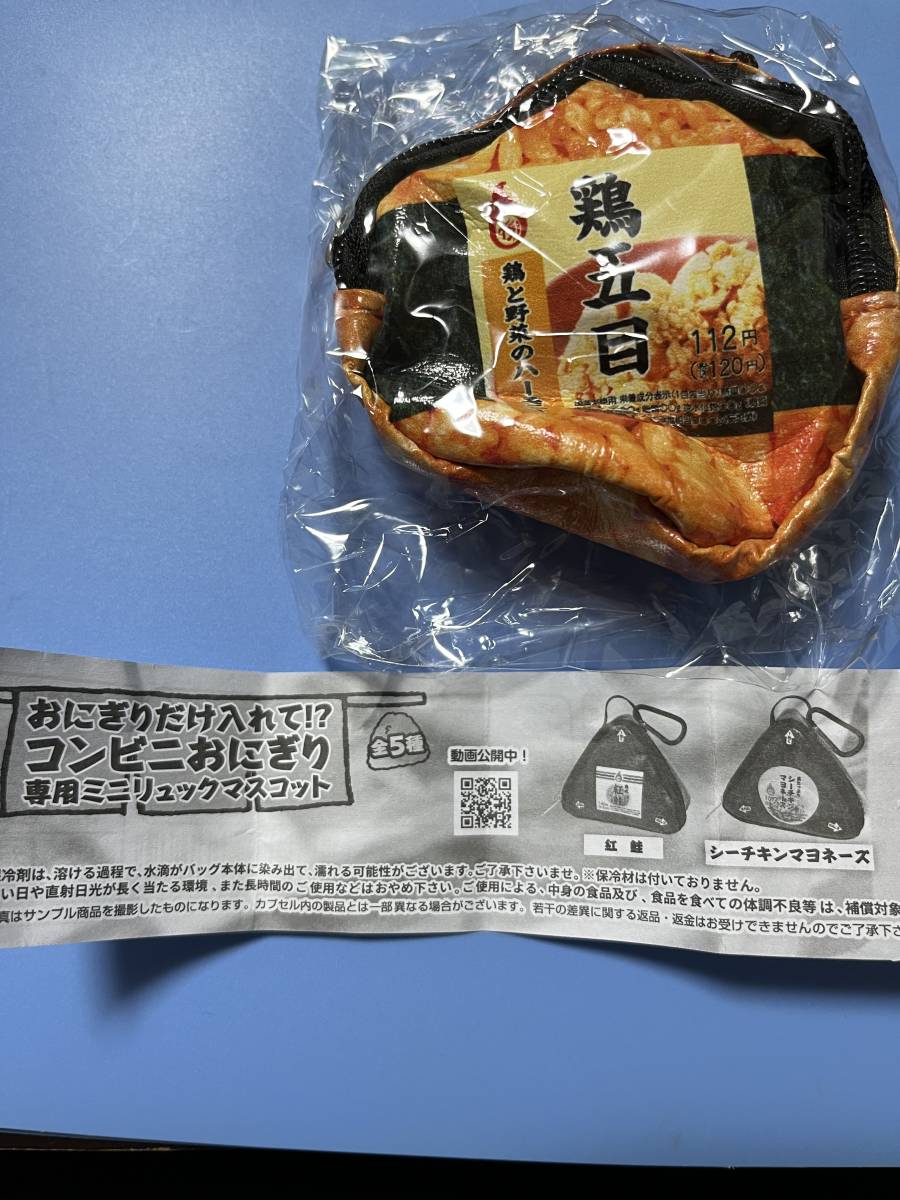 鶏五目
鶏と野菜のハー
112円
(税込120円)
おにぎりだけ入れて!?
コンビニおにぎり
専用ミニリュックマスコット
全5種
動画公開中!
紅鮭
シーチキンマヨネーズ
冷剤は、溶ける過程で、水滴がバッグ本体に染み出て、濡れる可能性がございます。ご了承下さいませ。※保冷材は付ておりません。
い日や直射日光が長く当たる環境、また長時間のご使用などはおやめ下さい。ご使用による、中身の食品及び、食品を食べての体調不良等は、補償対象
真はサンプル商品を撮影したものになります。カプセル内の製品とは一部異なる場合がございます。若干の差異に関する返品・返金はお受けできませんのでご了承下さ